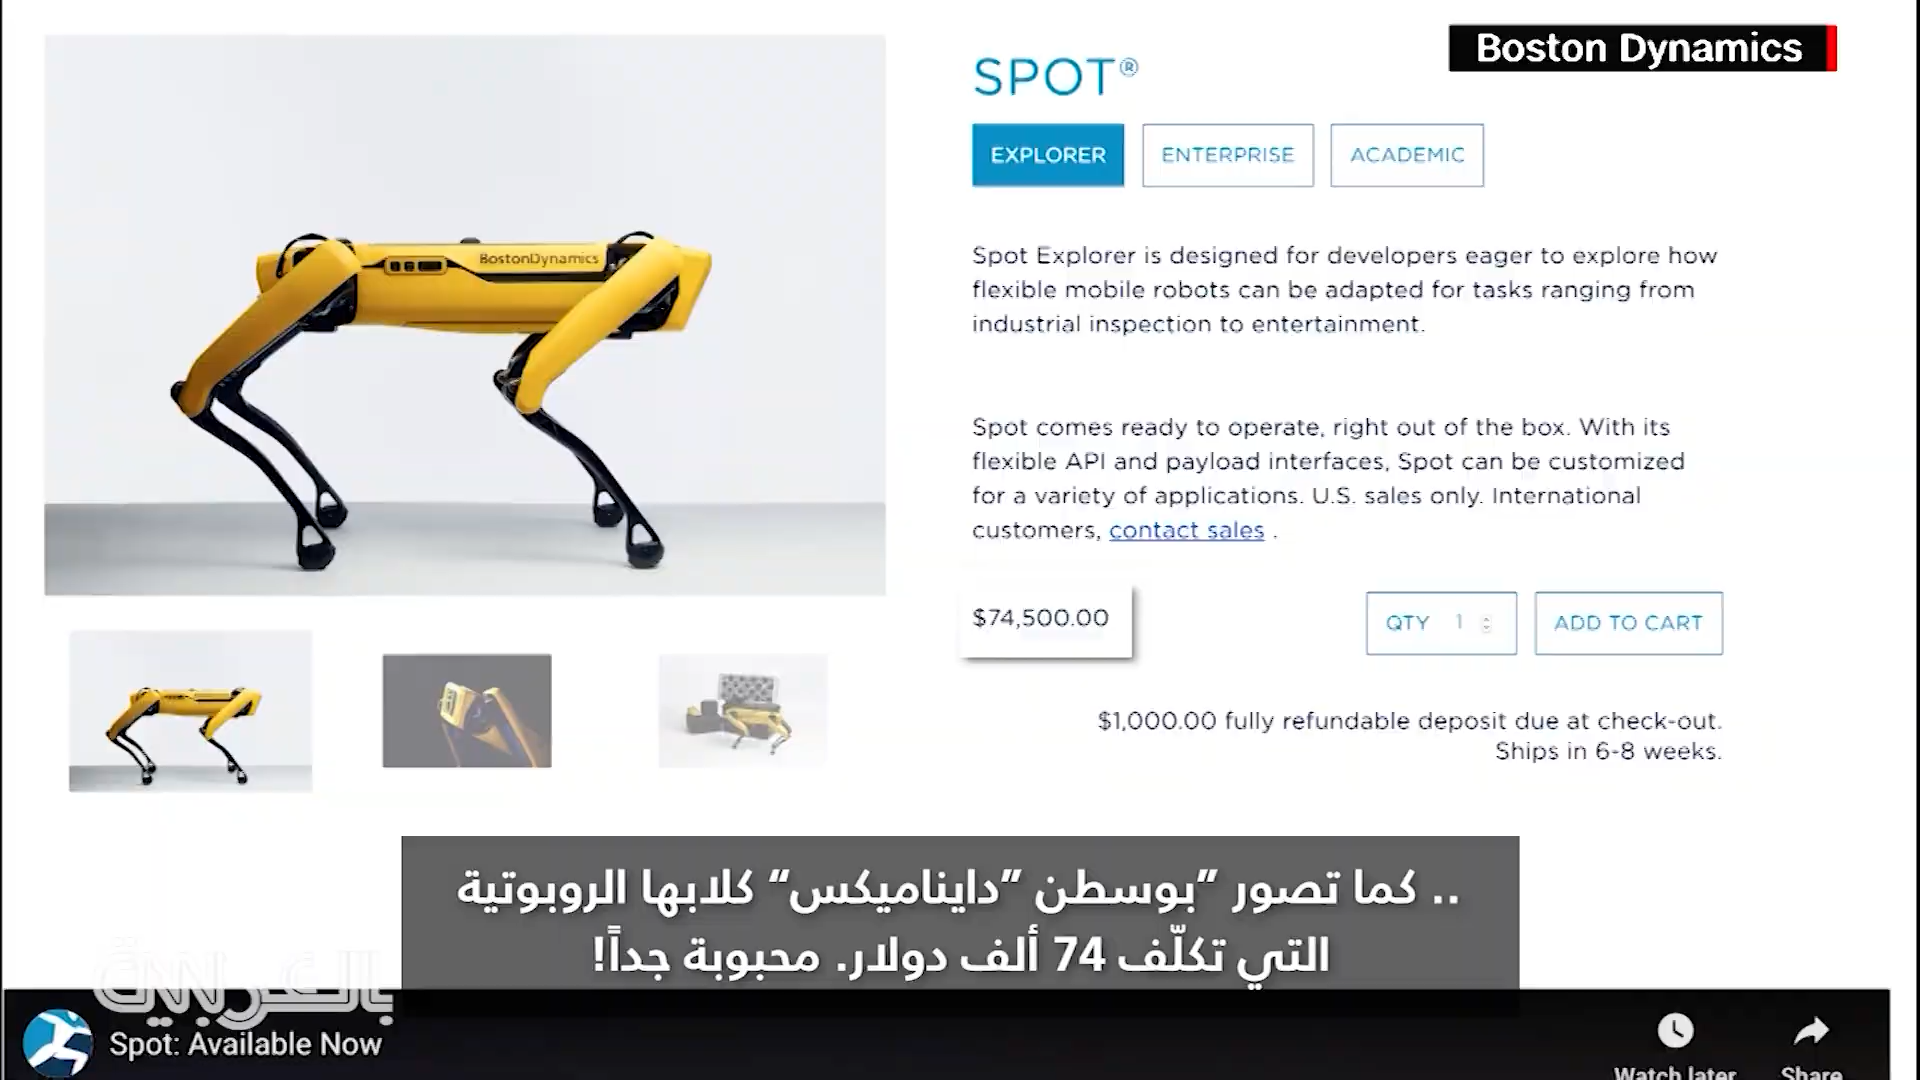 Boston Dynamics
SPOT®
EXPLORER
ENTERPRISE
ACADEMIC
BostonDynamics
Spot Explorer is designed for developers eager to explore how
flexible mobile robots can be adapted for tasks ranging from
industrial inspection to entertainment.
Spot comes ready to operate, right out of the box. With its
flexible API and payload interfaces, Spot can be customized
for a variety of applications. U.S. sales only. International
customers, contact sales .
$74,500.00
QTY 1
ADD TO CART
$1,000.00 fully refundable deposit due at check-out.
Ships in 6-8 weeks.
.. كما تصور ”بوسطن ”دايناميكس“ كلابها الروبوتية
التي تكلّف 74 ألف دولار. محبوبة جداً!
بالعربية
Spot: Available Now
Watch later
Share